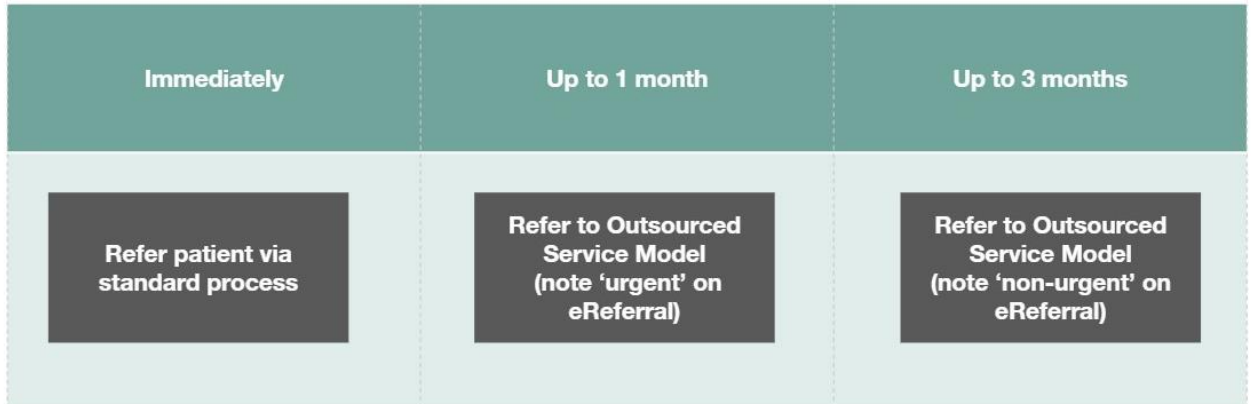 Immediately
Up to 1 month
Up to 3 months
Refer patient via
standard process
Refer to Outsourced
Service Model
(note ‘urgent’ on
eReferral)
Refer to Outsourced
Service Model
(note ‘non-urgent’ on
eReferral)